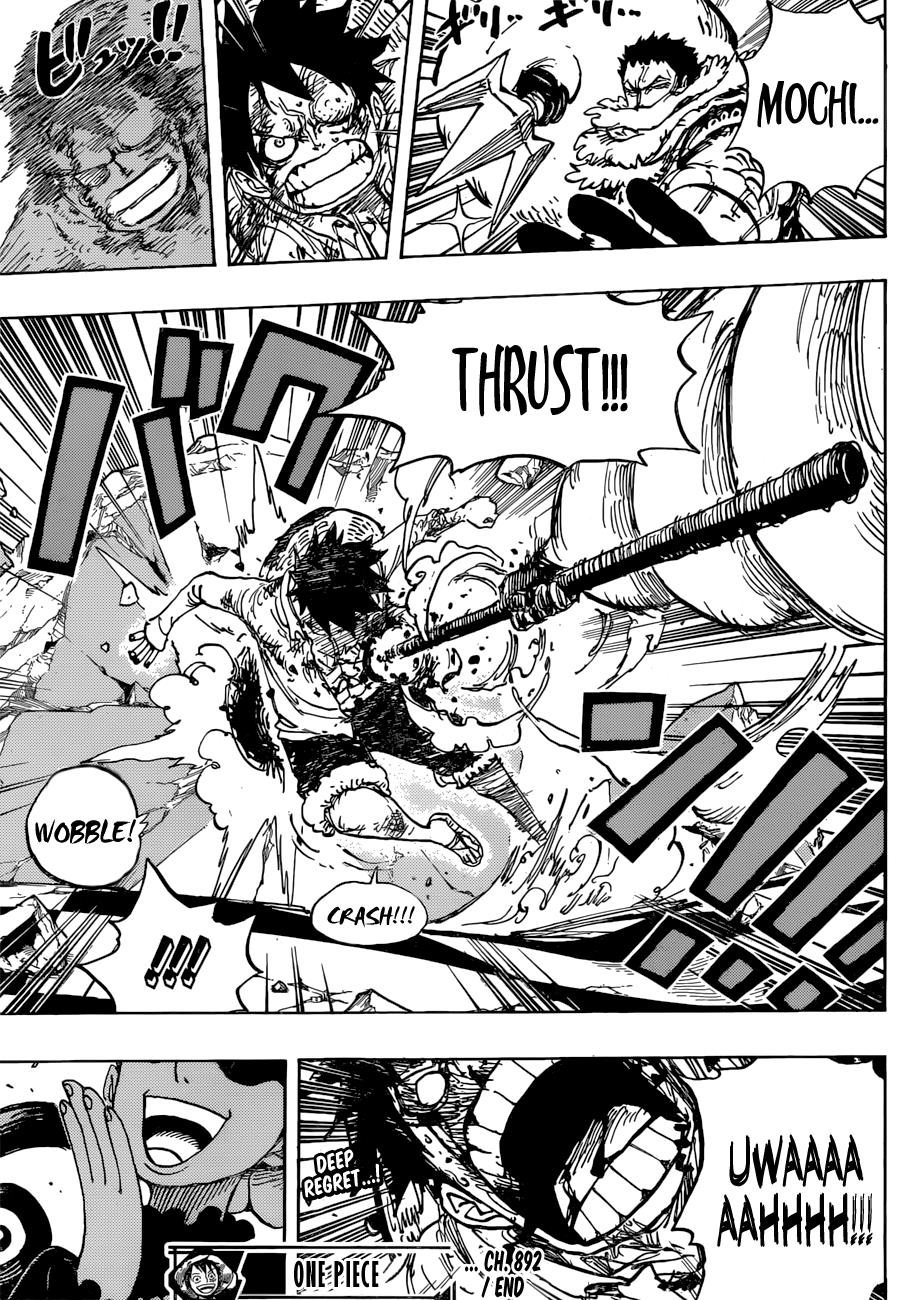 MOCHI...
ギリ
ギリ
ビュッ!!
THRUST!!!
バク
WOBBLE!
CRASH!!!
!!!!
UWAAAA
AAHHHH!!!
DEEP
REGRET...!
ONE PIECE
... CH. 892
/ END